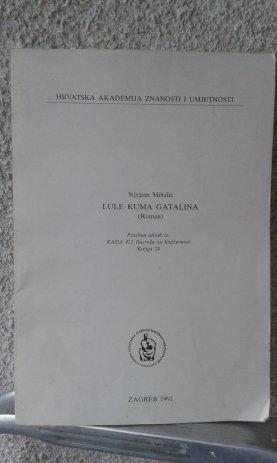 HRVATSKA AKADEMIJA ZNANOSTI I UMJETNOSTI
Stjepan Mihalić
LULE KUMA GATALINA
(Roman)
Poseban otisak iz
RADA 452 Razreda za književnost
Knjiga 24
ZAGREB 1991.